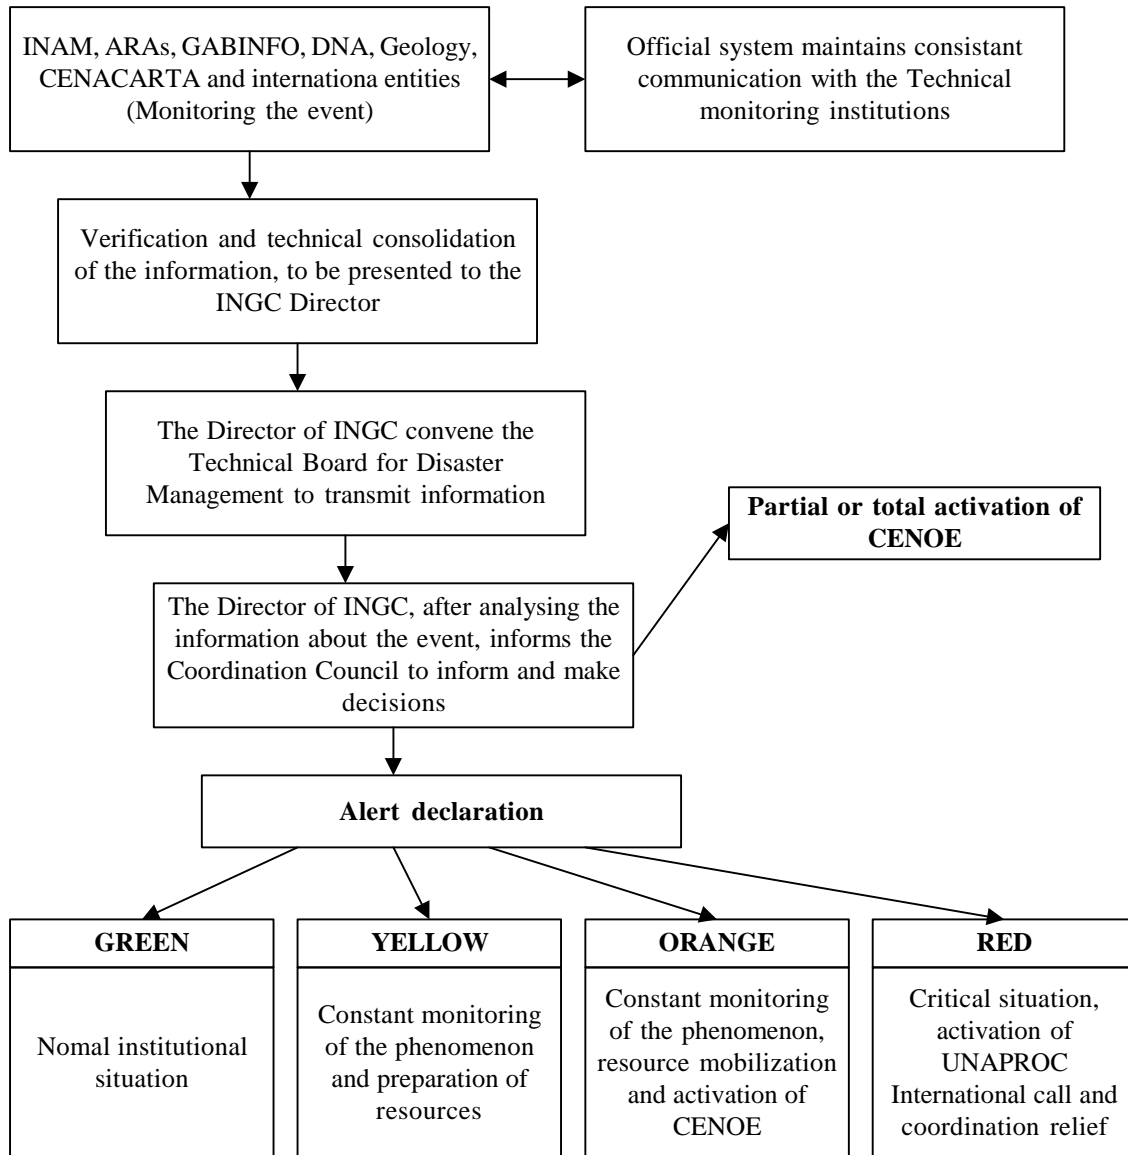 INAM, ARAs, GABINFO, DNA, Geology,
CENACARTA and internationa entities
(Monitoring the event)
Official system maintains consistant
communication with the Technical
monitoring institutions
Verification and technical consolidation
of the information, to be presented to the
INGC Director
The Director of INGC convene the
Technical Board for Disaster
Management to transmit information
Partial or total activation of
CENOE
The Director of INGC, after analysing the
information about the event, informs the
Coordination Council to inform and make
decisions
Alert declaration
GREEN
Nomal institutional
situation
YELLOW
Constant monitoring
of the phenomenon
and preparation of
resources
ORANGE
Constant monitoring
of the phenomenon,
resource mobilization
and activation of
CENOE
RED
Critical situation,
activation of
UNAPROC
International call and
coordination relief